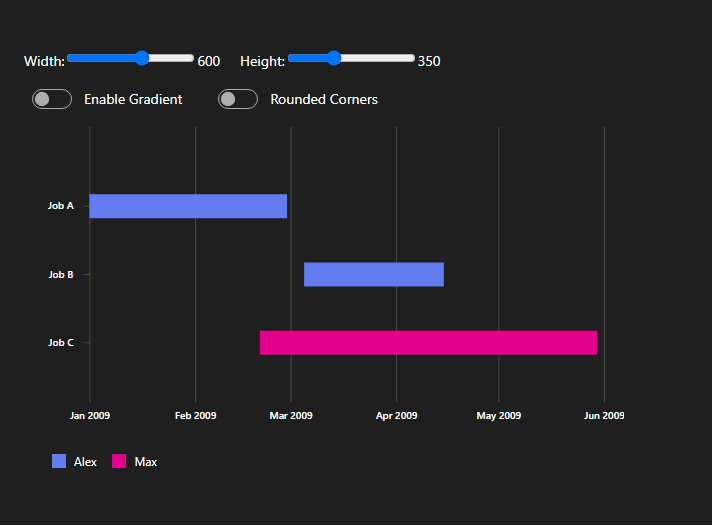 Width: 600 Height: 350
Enable Gradient Rounded Corners
Job A
Job B
Job C
Jan 2009 Feb 2009 Mar 2009 Apr 2009 May 2009 Jun 2009
Alex Max